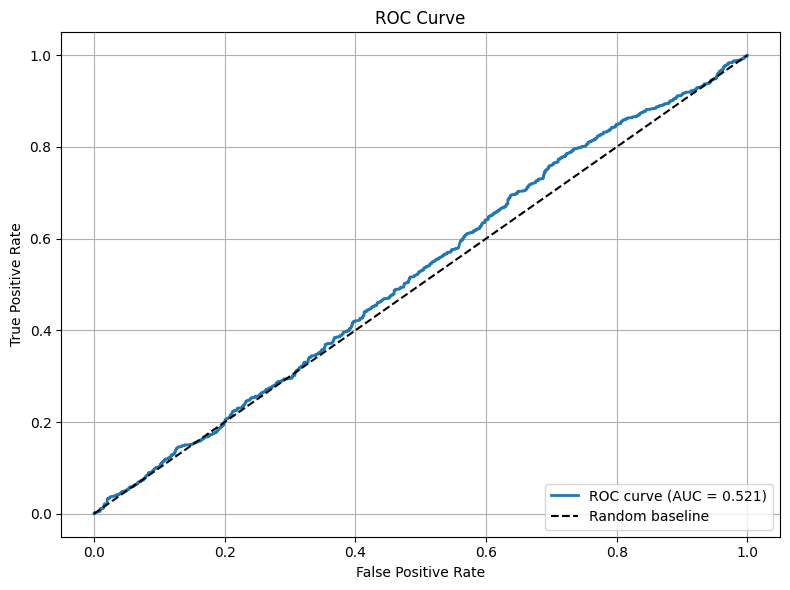 ROC Curve
True Positive Rate
1.0
0.8
0.6
0.4
0.2
0.0
0.0 0.2 0.4 0.6 0.8 1.0
False Positive Rate
ROC curve (AUC = 0.521)
Random baseline